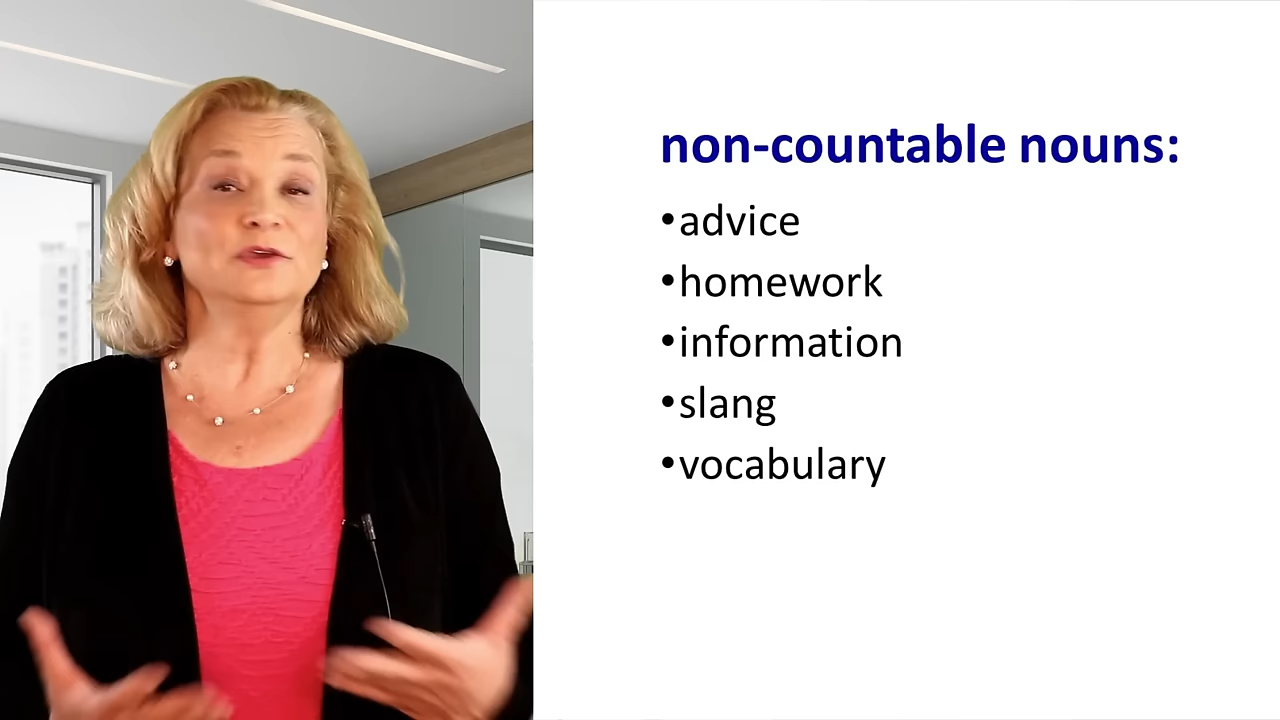 non-countable nouns:
•advice
•homework
•information
•slang
•vocabulary